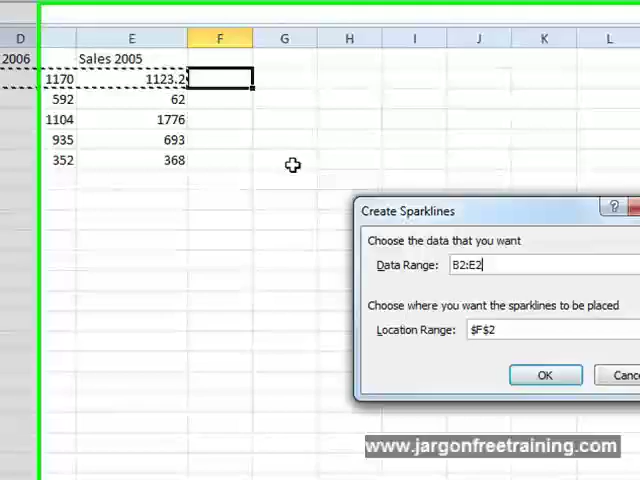 D E F G H I J K L
2006 Sales 2005
1170 1123.2
592 62
1104 1776
935 693
352 368
Create Sparklines ?
Choose the data that you want
Data Range: B2:E2
Choose where you want the sparklines to be placed
Location Range: $F$2
OK Cance
www.jargonfreetraining.com